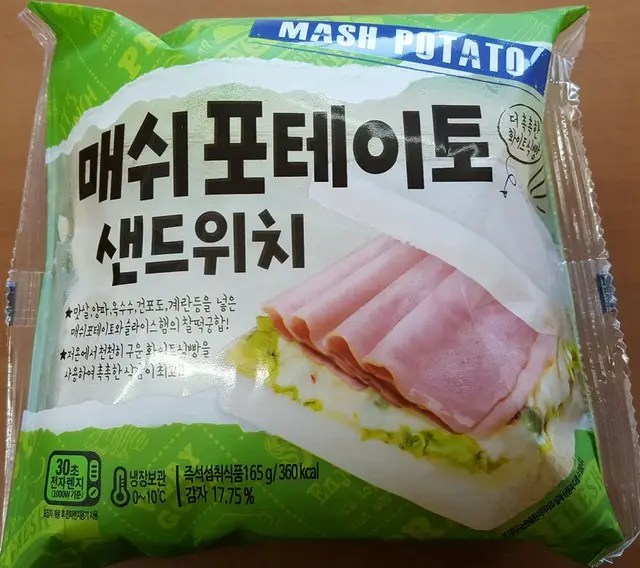 MASH POTATO
매쉬 포테이토
샌드위치
더 촉촉한
화이트식빵
★맛살,양파,옥수수,건포도,계란등을 넣은
매쉬포테이토와 슬라이스햄의 찰떡궁합!
★저온에서 천천히 구운 화이트식빵을
사용하여 촉촉한 식감이 최고!!
30초
전자렌지
(1000W 기준)
냉장보관
0~10℃
즉석섭취식품 165 g / 360 kcal
감자 17.75 %